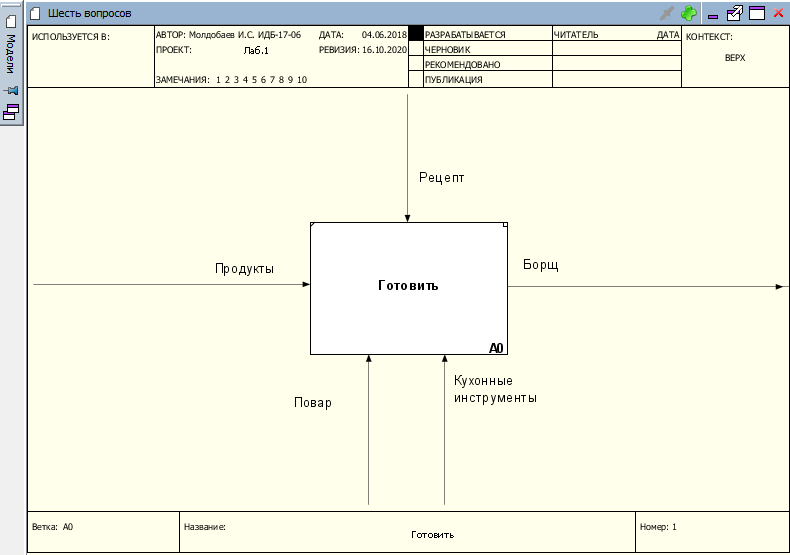 Шесть вопросов
Модели
ИСПОЛЬЗУЕТСЯ В:
АВТОР: Молдобаев И.С. ИДБ-17-06
ДАТА: 04.06.2018
ПРОЕКТ: Лаб.1
РЕВИЗИЯ: 16.10.2020
ЗАМЕЧАНИЯ: 1 2 3 4 5 6 7 8 9 10
РАЗРАБАТЫВАЕТСЯ
ЧЕРНОВИК
РЕКОМЕНДОВАНО
ПУБЛИКАЦИЯ
ЧИТАТЕЛЬ
ДАТА
КОНТЕКСТ:
ВЕРХ
Рецепт
Продукты
Готовить
A0
Борщ
Повар
Кухонные
инструменты
Ветка: A0
Название:
Готовить
Номер: 1